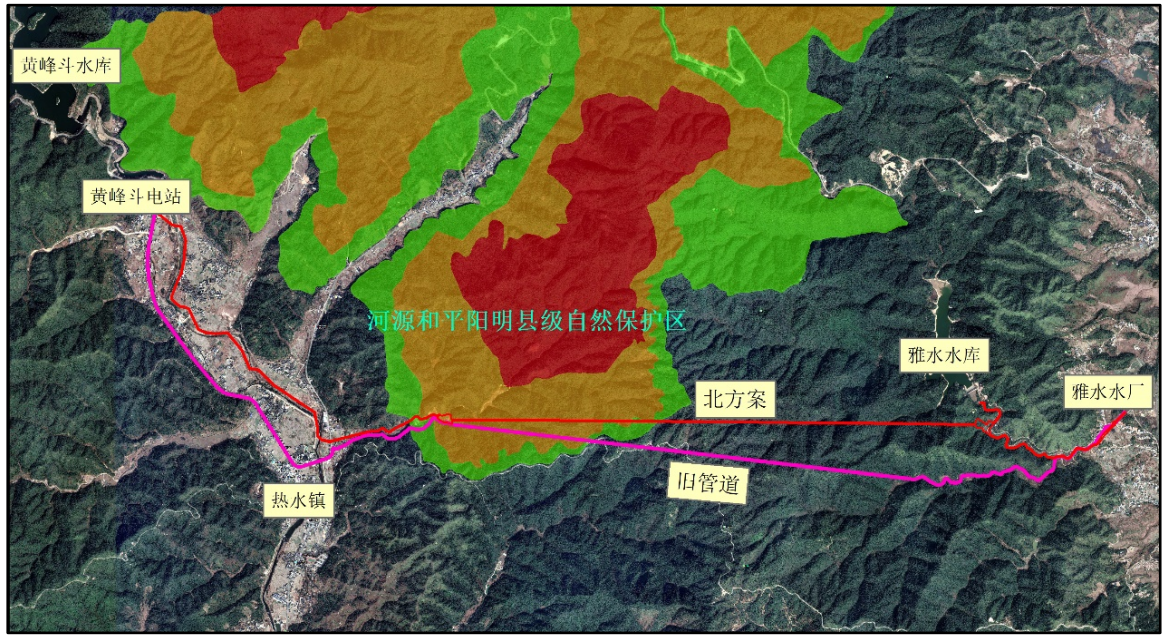 黄峰斗水库
黄峰斗电站
河源和平阳明县级自然保护区
雅水水库
雅水水厂
北方案
旧管道
热水镇